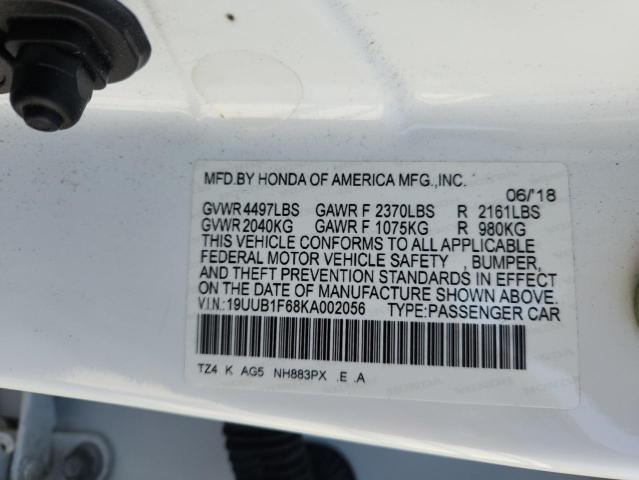 MFD.BY HONDA OF AMERICA MFG.,INC.
06/'18
GVWR 4497LBS GAWR F 2370LBS R 2161LBS
GVWR 2040KG GAWR F 1075KG R 980KG
THIS VEHICLE CONFORMS TO ALL APPLICABLE
FEDERAL MOTOR VEHICLE SAFETY , BUMPER,
AND THEFT PREVENTION STANDARDS IN EFFECT
ON THE DATE OF MANUFACTURE SHOWN ABOVE.
V.I.N.: 19UUB1F68KA002056 TYPE:PASSENGER CAR
TZ4 K AG5 NH883PX .E .A